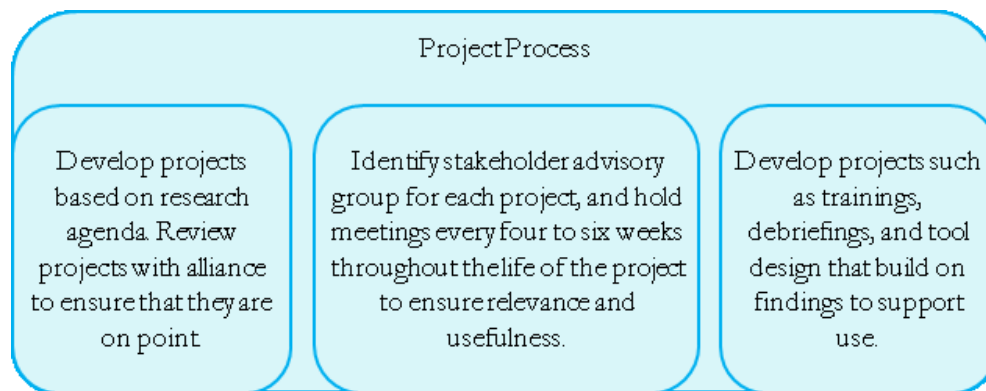 Project Process
Develop projects
based on research
agenda. Review
projects with alliance
to ensure that they are
on point.
Identify stakeholder advisory
group for each project, and hold
meetings every four to six weeks
throughout the life of the project
to ensure relevance and
usefulness.
Develop projects such
as trainings,
debriefings, and tool
design that build on
findings to support
use.